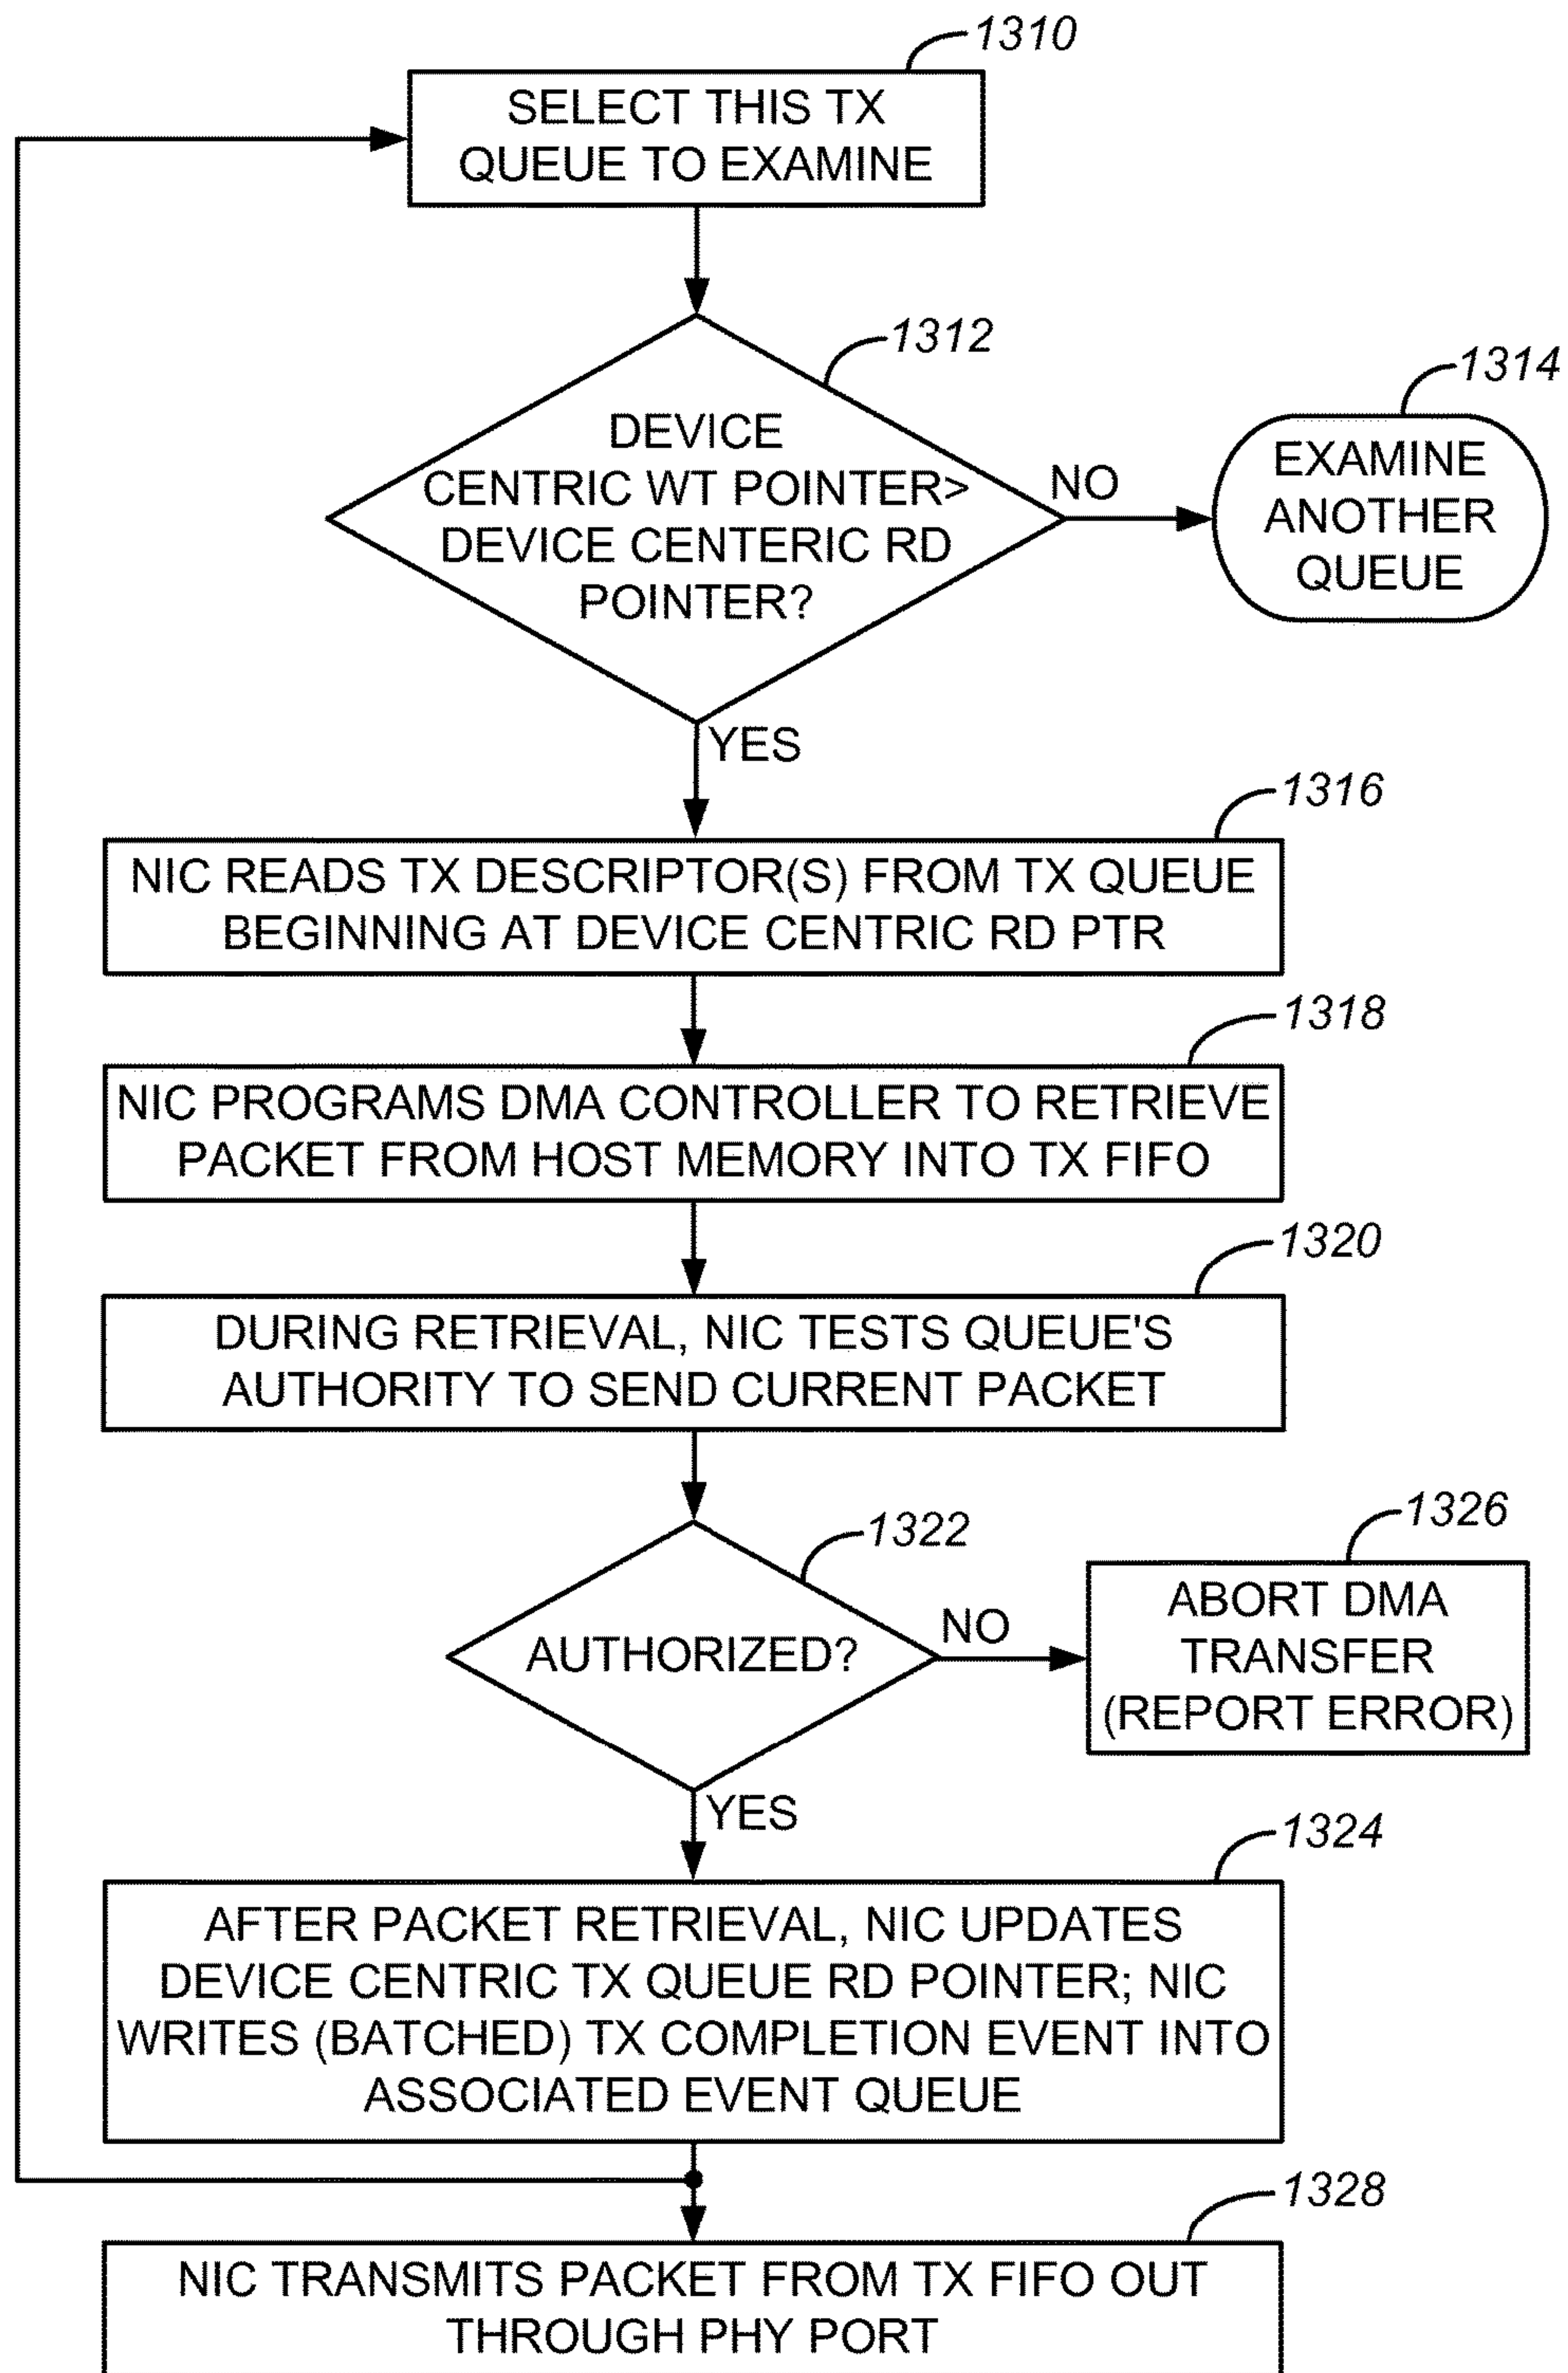 1310
SELECT THIS TX
QUEUE TO EXAMINE
1312
DEVICE
CENTRIC WT POINTER>
DEVICE CENTERIC RD
POINTER?
NO
1314
EXAMINE
ANOTHER
QUEUE
YES
1316
NIC READS TX DESCRIPTOR(S) FROM TX QUEUE
BEGINNING AT DEVICE CENTRIC RD PTR
1318
NIC PROGRAMS DMA CONTROLLER TO RETRIEVE
PACKET FROM HOST MEMORY INTO TX FIFO
1320
DURING RETRIEVAL, NIC TESTS QUEUE'S
AUTHORITY TO SEND CURRENT PACKET
1322
AUTHORIZED?
NO
1326
ABORT DMA
TRANSFER
(REPORT ERROR)
YES
1324
AFTER PACKET RETRIEVAL, NIC UPDATES
DEVICE CENTRIC TX QUEUE RD POINTER; NIC
WRITES (BATCHED) TX COMPLETION EVENT INTO
ASSOCIATED EVENT QUEUE
1328
NIC TRANSMITS PACKET FROM TX FIFO OUT
THROUGH PHY PORT